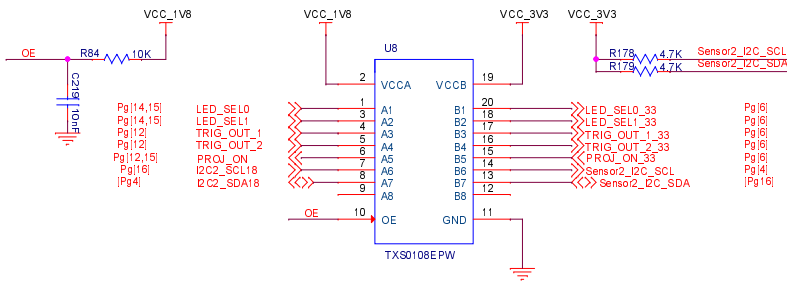 VCC_1V8 VCC_1V8 VCC_3V3 VCC_3V3
OE R84 10K U8 R178 4.7K Sensor2_I2C_SCL
R179 4.7K Sensor2_I2C_SDA
C219 10nF
2 VCCA VCCB 19
Pg[14,15] LED_SEL0 1 A1 B1 20 LED_SEL0_33 Pg[6]
Pg[14,15] LED_SEL1 3 A2 B2 18 LED_SEL1_33 Pg[6]
Pg[12] TRIG_OUT_1 4 A3 B3 17 TRIG_OUT_1_33 Pg[6]
Pg[12] TRIG_OUT_2 5 A4 B4 16 TRIG_OUT_2_33 Pg[6]
Pg[12,15] PROJ_ON 6 A5 B5 15 PROJ_ON_33 Pg[6]
Pg[16] I2C2_SCL18 7 A6 B6 14 Sensor2_I2C_SCL Pg[4]
[Pg4] I2C2_SDA18 8 A7 B7 13 Sensor2_I2C_SDA [Pg16]
9 A8 B8 12
OE 10 OE GND 11
TXS0108EPW